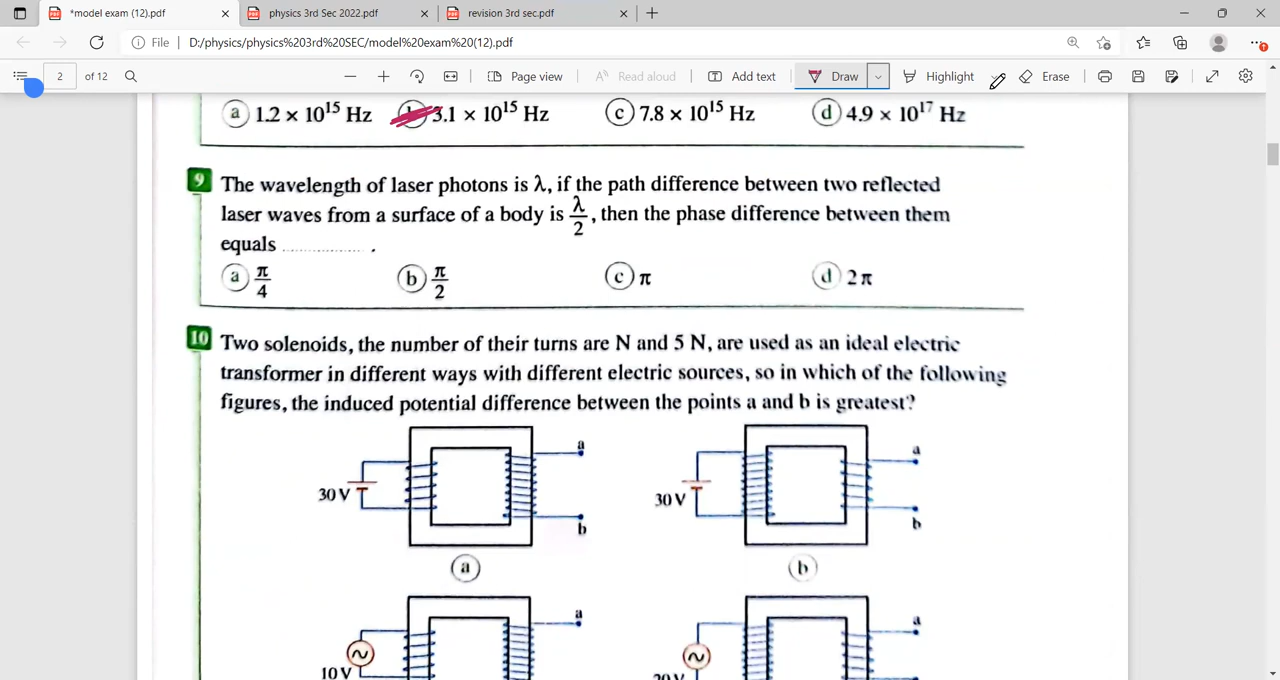 *model exam (12).pdf
physics 3rd Sec 2022.pdf
revision 3rd sec.pdf
File D:/physics/physics%203rd%20SEC/model%20exam%20(12).pdf
2 of 12
Page view
Read aloud
Add text
Draw
Highlight
Erase
a 1.2 × 10¹⁵ Hz 3.1 × 10¹⁵ Hz c 7.8 × 10¹⁵ Hz d 4.9 × 10¹⁷ Hz
9 The wavelength of laser photons is λ, if the path difference between two reflected
laser waves from a surface of a body is λ/2, then the phase difference between them
equals ................ .
a π/4 b π/2 c π d 2 π
10 Two solenoids, the number of their turns are N and 5 N, are used as an ideal electric
transformer in different ways with different electric sources, so in which of the following
figures, the induced potential difference between the points a and b is greatest?
30 V a b
a
30 V a b
b
10 V a
a